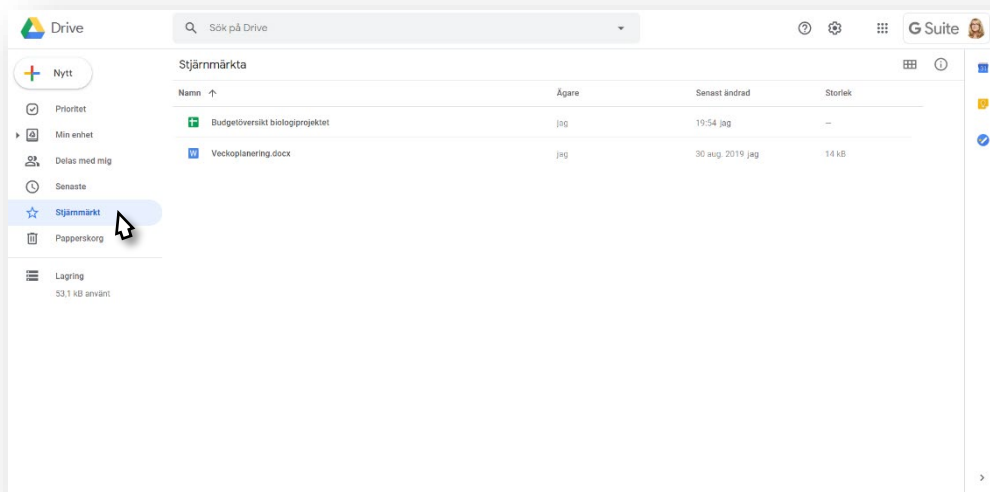 Drive
Sök på Drive
G Suite
Nytt
Prioritet
Min enhet
Delas med mig
Senaste
Stjärnmärkt
Papperskorg
Lagring
53,1 kB använt
Stjärnmärkta
Namn Ägare Senast ändrad Storlek
Budgetöversikt biologiprojektet jag 19:54 jag –
W Veckoplanering.docx jag 30 aug. 2019 jag 14 kB
31